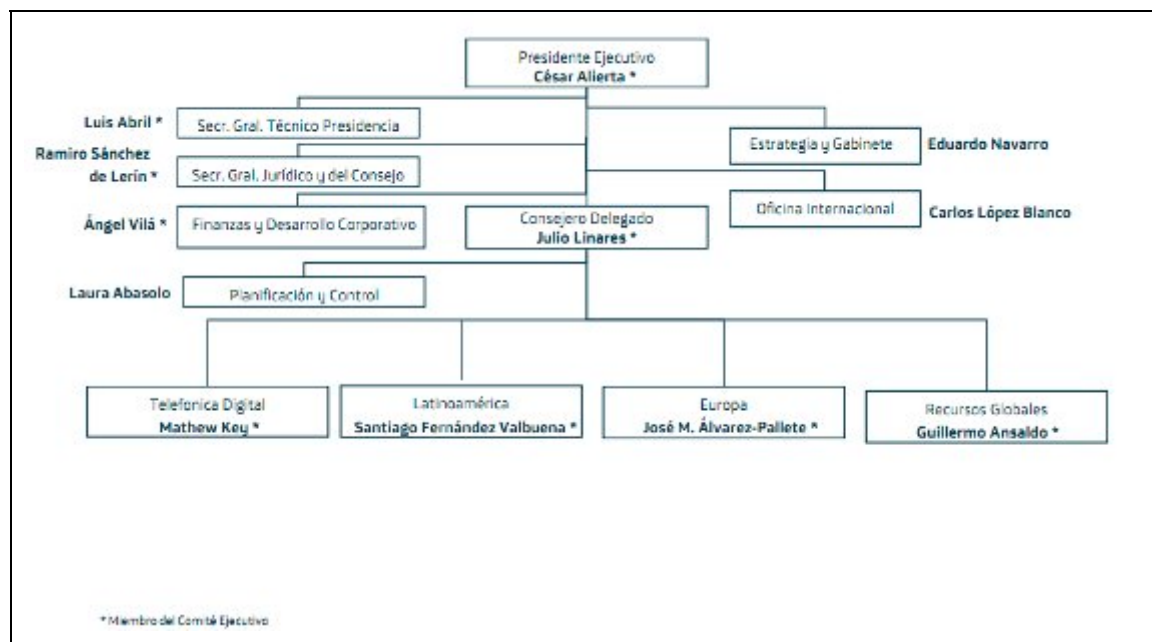 Presidente Ejecutivo
César Alierta *
Luis Abril *
Secr. Gral. Técnico Presidencia
Estrategia y Gabinete
Eduardo Navarro
Ramiro Sánchez
de Lerín *
Secr. Gral. Jurídico y del Consejo
Oficina Internacional
Carlos López Blanco
Ángel Vilá *
Finanzas y Desarrollo Corporativo
Consejero Delegado
Julio Linares *
Laura Abasolo
Planificación y Control
Telefonica Digital
Mathew Key *
Latinoamérica
Santiago Fernández Valbuena *
Europa
José M. Álvarez-Pallete *
Recursos Globales
Guillermo Ansaldo *
* Miembro del Comité Ejecutivo